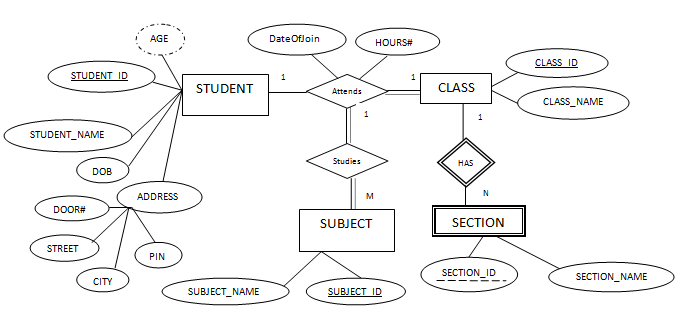 AGE
DateOfJoin
HOURS#
STUDENT_ID
CLASS_ID
STUDENT
1
Attends
1
CLASS
CLASS_NAME
1
1
STUDENT_NAME
DOB
Studies
HAS
ADDRESS
M
N
DOOR#
SUBJECT
SECTION
STREET
PIN
CITY
SECTION_ID
SECTION_NAME
SUBJECT_NAME
SUBJECT_ID